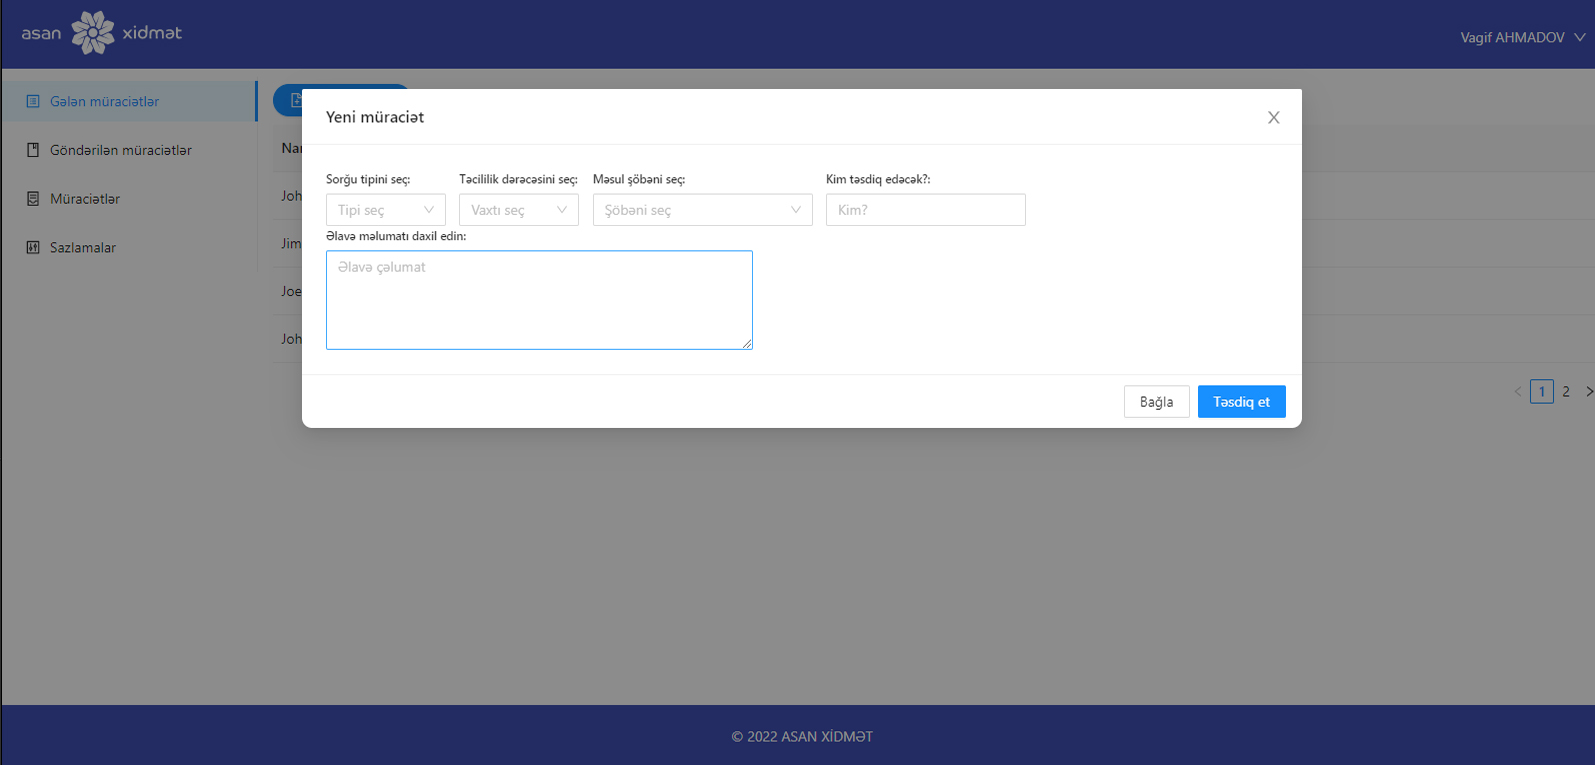 asan xidmət
Vagif AHMADOV
Gələn müraciətlər
Göndərilən müraciətlər
Müraciətlər
Sazlamalar
Yeni müraciət
Sorğu tipini seç: Təcililik dərəcəsini seç: Məsul şöbəni seç: Kim təsdiq edəcək?:
Tipi seç Vaxtı seç Şöbəni seç Kim?
Əlavə məlumatı daxil edin:
Əlavə çəlumat
Joh
Jim
Joe
Joh
1 2
Bağla Təsdiq et
© 2022 ASAN XİDMƏT